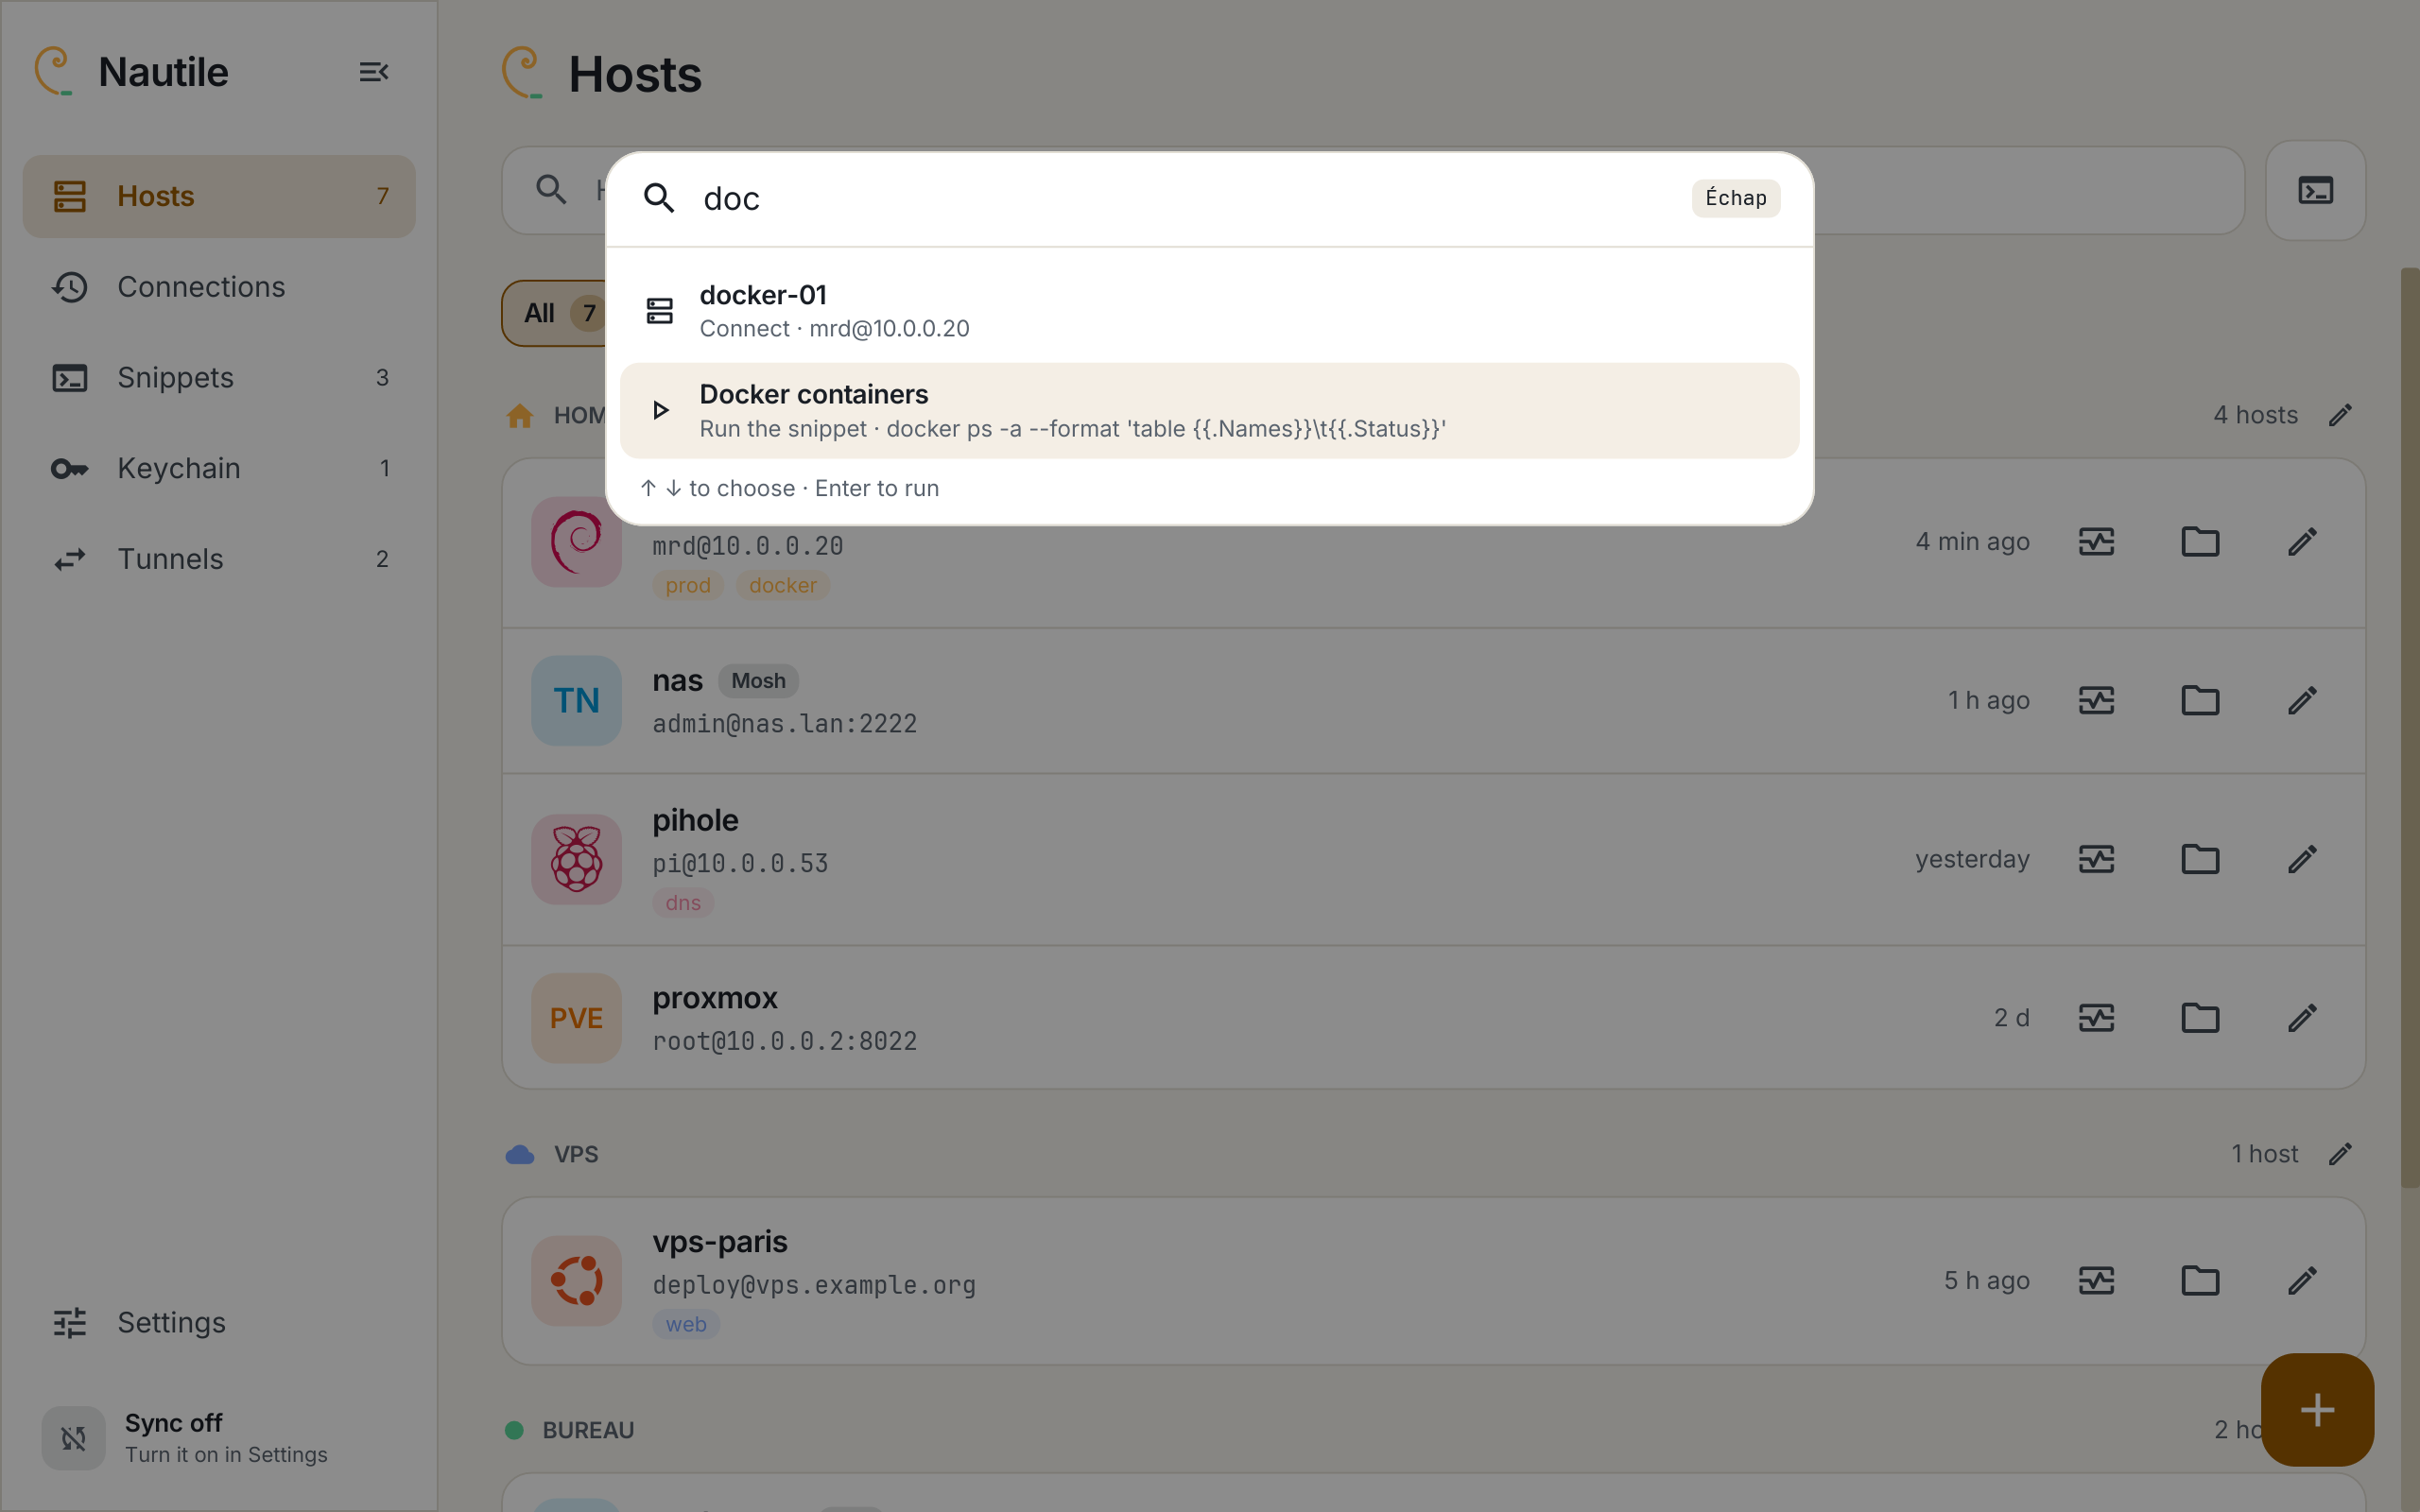 Nautile
Hosts 7
Connections
Snippets 3
Keychain 1
Tunnels 2
Settings
Sync off
Turn it on in Settings
Hosts
doc Échap
docker-01
Connect · mrd@10.0.0.20
Docker containers
Run the snippet · docker ps -a --format 'table {{.Names}}\t{{.Status}}'
↑ ↓ to choose · Enter to run
All 7
4 hosts
mrd@10.0.0.20
prod docker
4 min ago
TN
nas Mosh
admin@nas.lan:2222
1 h ago
pihole
pi@10.0.0.53
dns
yesterday
PVE
proxmox
root@10.0.0.2:8022
2 d
VPS 1 host
vps-paris
deploy@vps.example.org
web
5 h ago
BUREAU 2